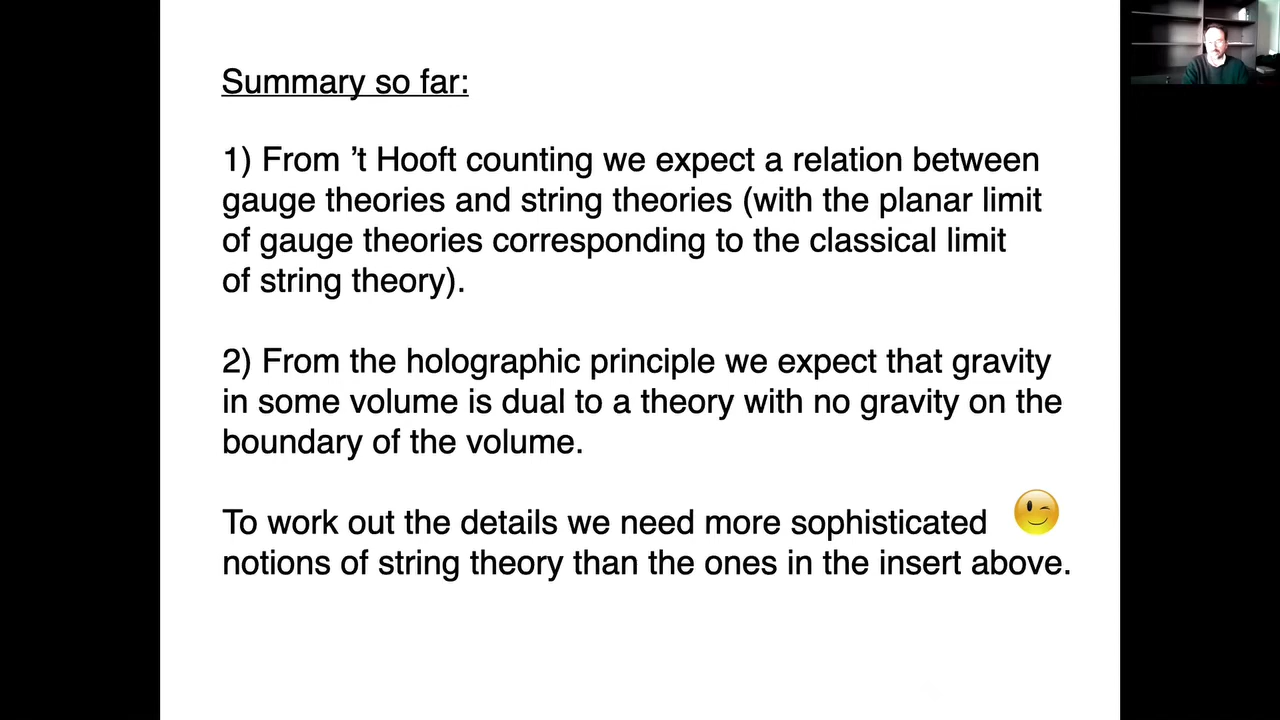 Summary so far:
1) From ’t Hooft counting we expect a relation between
gauge theories and string theories (with the planar limit
of gauge theories corresponding to the classical limit
of string theory).
2) From the holographic principle we expect that gravity
in some volume is dual to a theory with no gravity on the
boundary of the volume.
To work out the details we need more sophisticated
notions of string theory than the ones in the insert above.